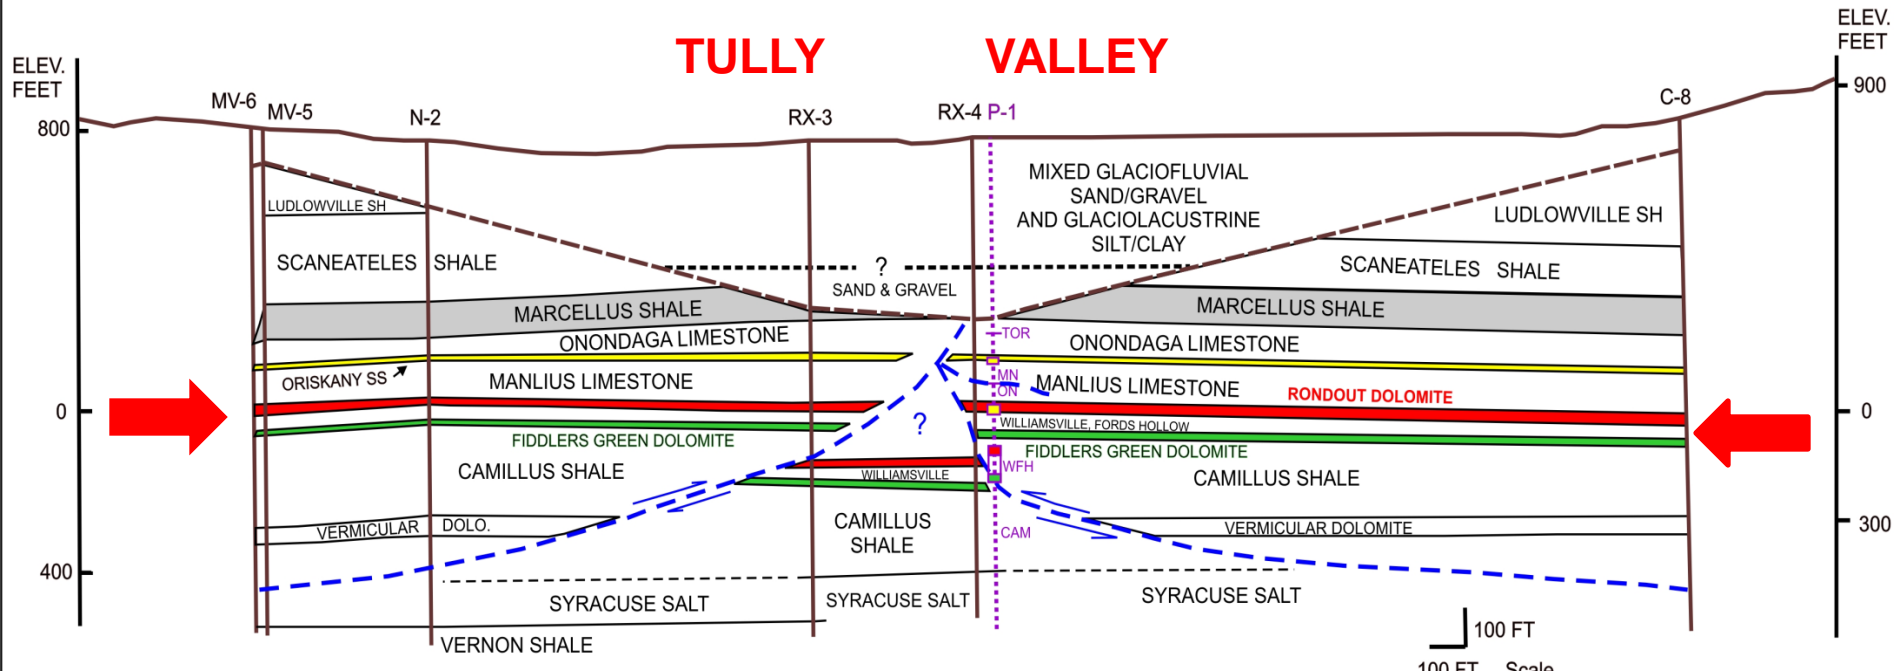 TULLY VALLEY
ELEV.
FEET
ELEV.
FEET
MV-6
MV-5
N-2
RX-3
RX-4
P-1
C-8
900
800
MIXED GLACIOFLUVIAL
SAND/GRAVEL
AND GLACIOLACUSTRINE
SILT/CLAY
LUDLOWVILLE SH
LUDLOWVILLE SH
SCANEATELES SHALE
?
SCANEATELES SHALE
SAND & GRAVEL
MARCELLUS SHALE
MARCELLUS SHALE
ONONDAGA LIMESTONE
TOR
ONONDAGA LIMESTONE
ORISKANY SS
MANLIUS LIMESTONE
MN
ON
MANLIUS LIMESTONE
RONDOUT DOLOMITE
0
0
?
WILLIAMSVILLE, FORDS HOLLOW
FIDDLERS GREEN DOLOMITE
FIDDLERS GREEN DOLOMITE
CAMILLUS SHALE
WILLIAMSVILLE
WFH
CAMILLUS SHALE
VERMICULAR DOLO.
CAMILLUS
SHALE
CAM
VERMICULAR DOLOMITE
300
400
SYRACUSE SALT
SYRACUSE SALT
SYRACUSE SALT
VERNON SHALE
100 FT
100 FT Scale